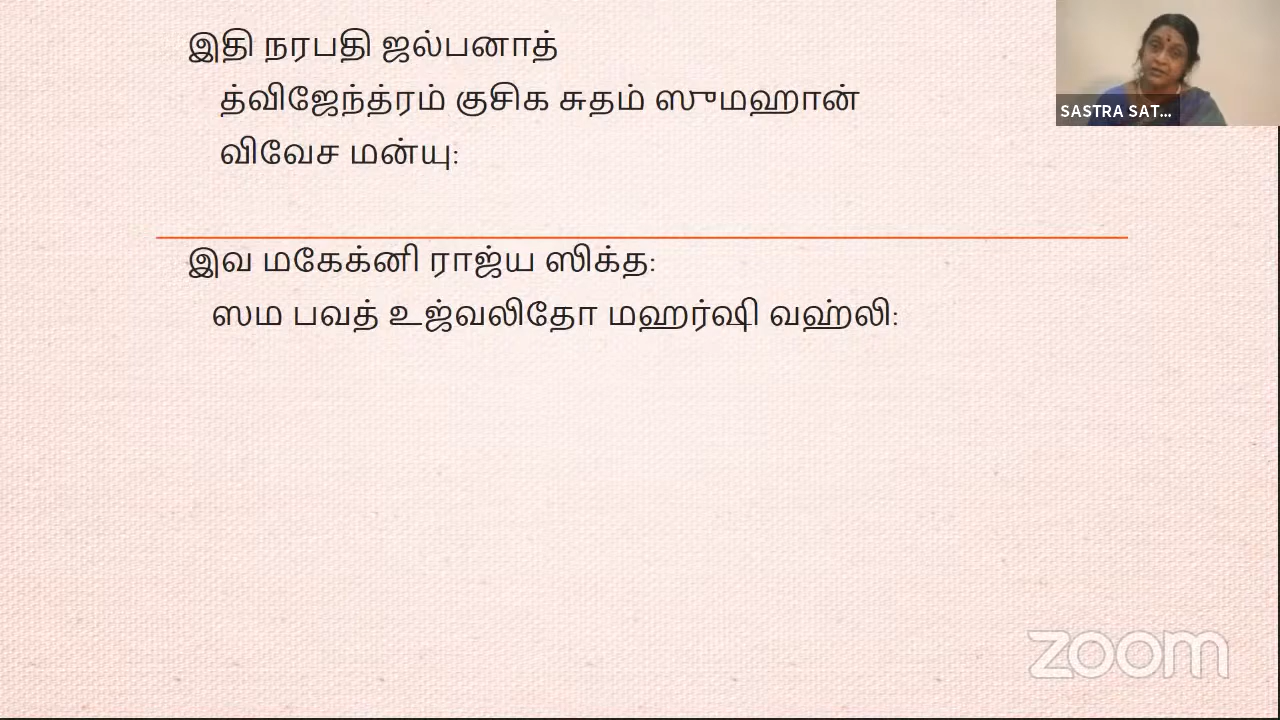 இதி நரபதி ஜல்பனாத்
த்விஜேந்த்ரம் குசிக சுதம் ஸுமஹான்
விவேச மன்யு:
இவ மகேக்னி ராஜ்ய ஸிக்த:
ஸம பவத் உஜ்வலிதோ மஹர்ஷி வஹ்லி:
SASTRA SAT...
zoom